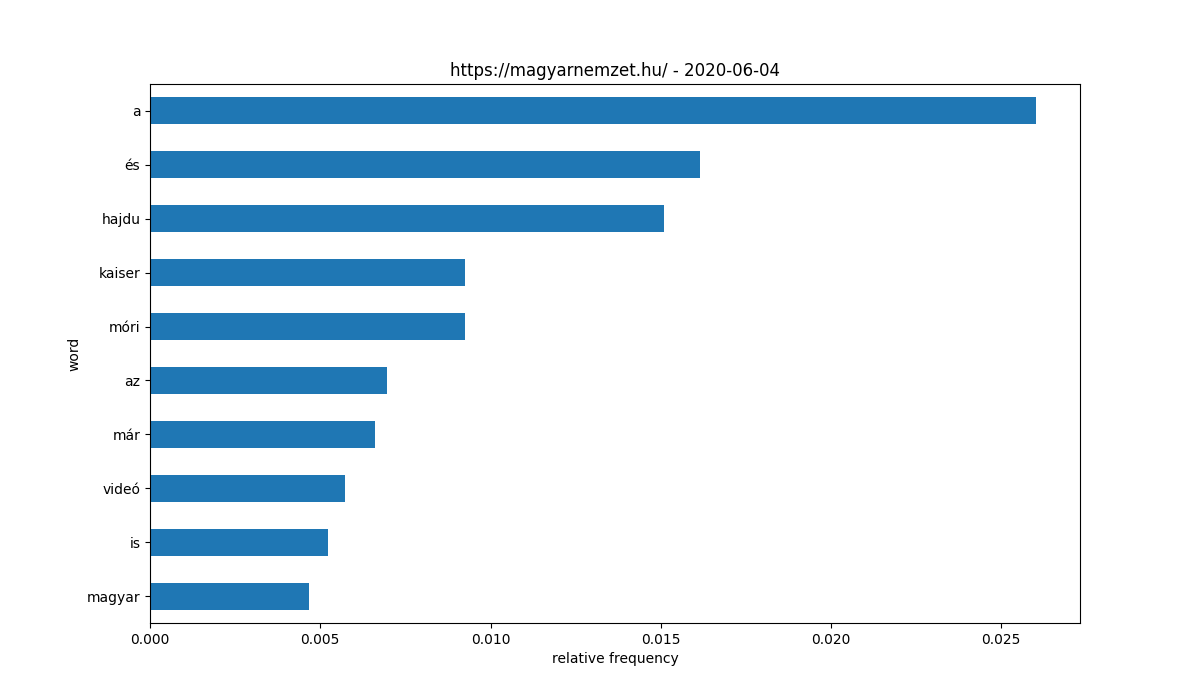 https://magyarnemzet.hu/ - 2020-06-04
a
és
hajdu
kaiser
móri
az
már
videó
is
magyar
word
0.000 0.005 0.010 0.015 0.020 0.025
relative frequency